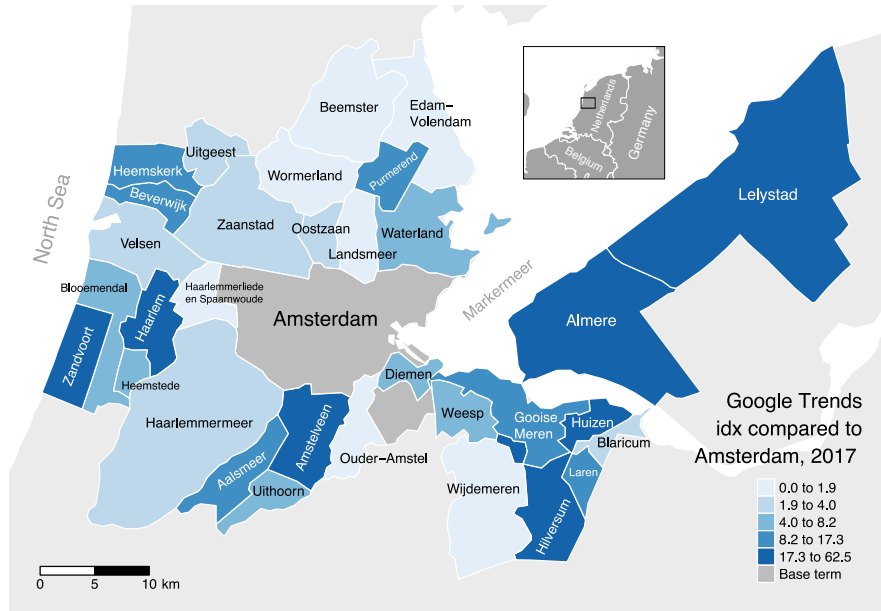 Beemster
Edam–
Volendam
Uitgeest
Heemskerk
Beverwijk
Wormerland
Purmerend
Zaanstad
Oostzaan
Waterland
Landsmeer
North Sea
Velsen
Blooemendal
Haarlemmerliede
en Spaarnwoude
Haarlem
Zandvoort
Heemstede
Amsterdam
Markermeer
Netherlands
Belgium
Germany
Lelystad
Almere
Diemen
Weesp
Gooise
Meren
Huizen
Blaricum
Laren
Haarlemmermeer
Amstelveen
Aalsmeer
Uithoorn
Ouder–Amstel
Wijdemeren
Hilversum
Google Trends
idx compared to
Amsterdam, 2017
0.0 to 1.9
1.9 to 4.0
4.0 to 8.2
8.2 to 17.3
17.3 to 62.5
Base term
0 5 10 km